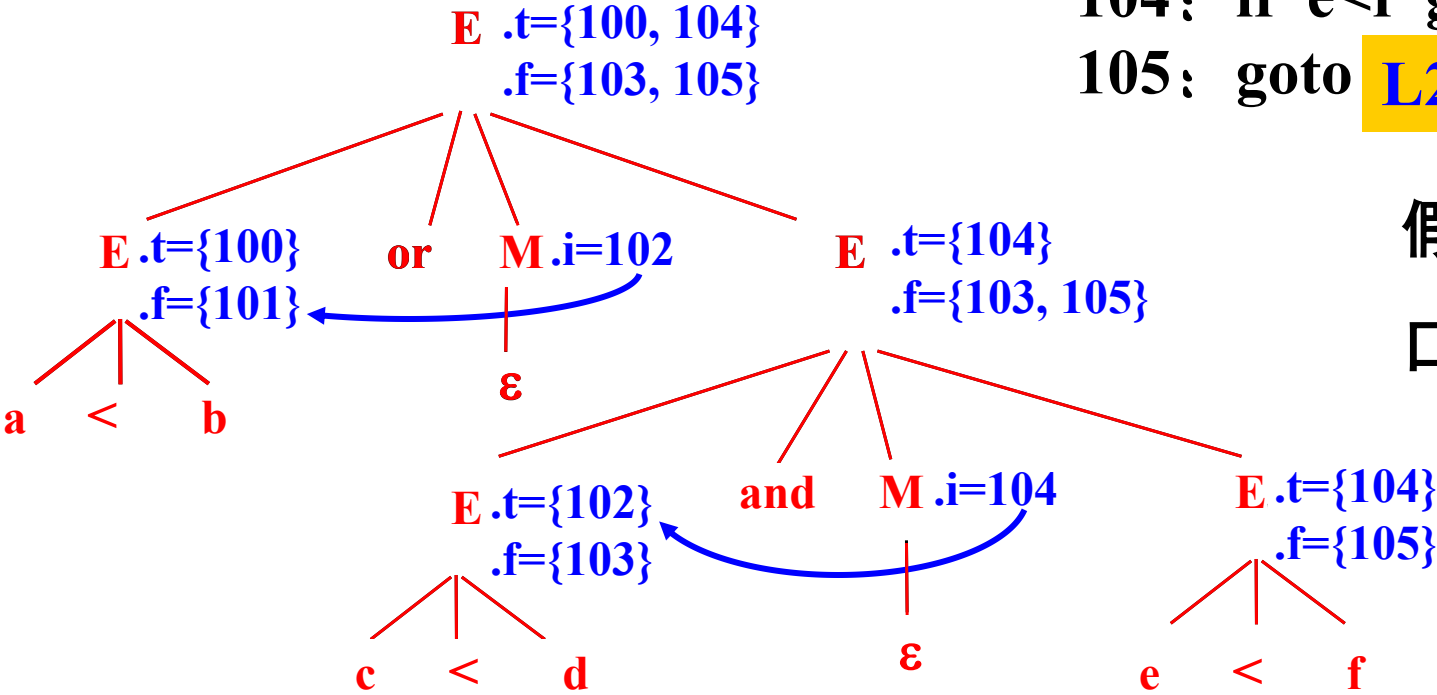 E .t={100, 104}
.f={103, 105}
105: goto L2
E .t={100}
.f={101}
or
M .i=102
E .t={104}
.f={103, 105}
ε
a < b
E .t={102}
.f={103}
and
M .i=104
E .t={104}
.f={105}
ε
c < d
e < f